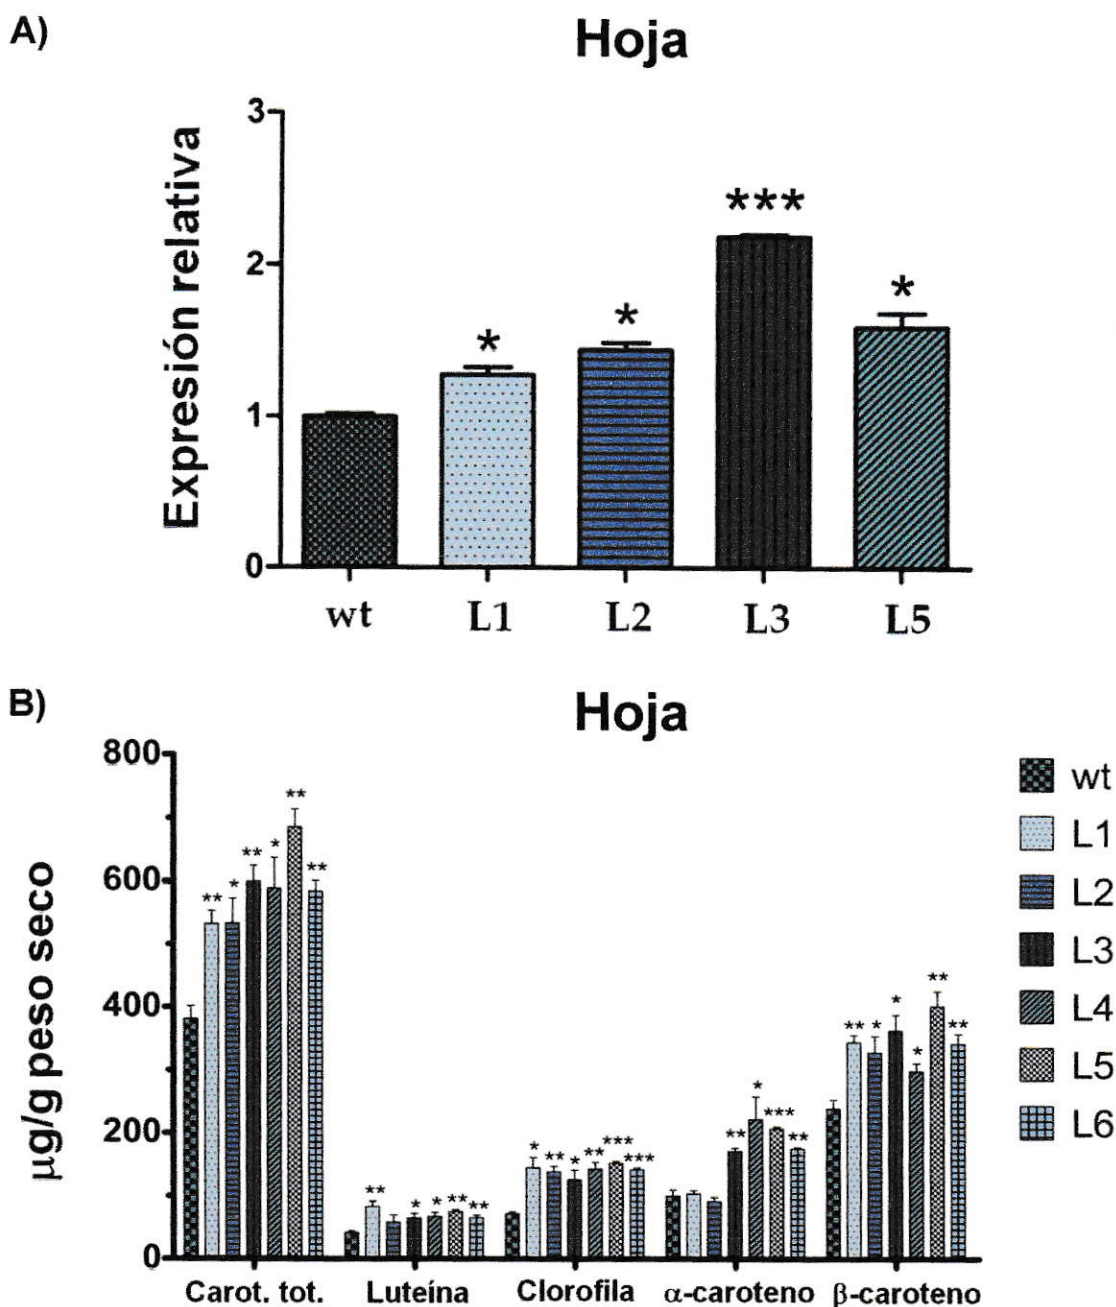 A)
Hoja
Expresión relativa
3
2
1
0
*
*
***
*
wt L1 L2 L3 L5
B)
Hoja
µg/g peso seco
800
600
400
200
0
** * ** * ** **
** * * ** **
* ** * ** *** ***
** * *** **
** * * * ** **
Carot. tot. Luteína Clorofila α-caroteno β-caroteno
wt
L1
L2
L3
L4
L5
L6